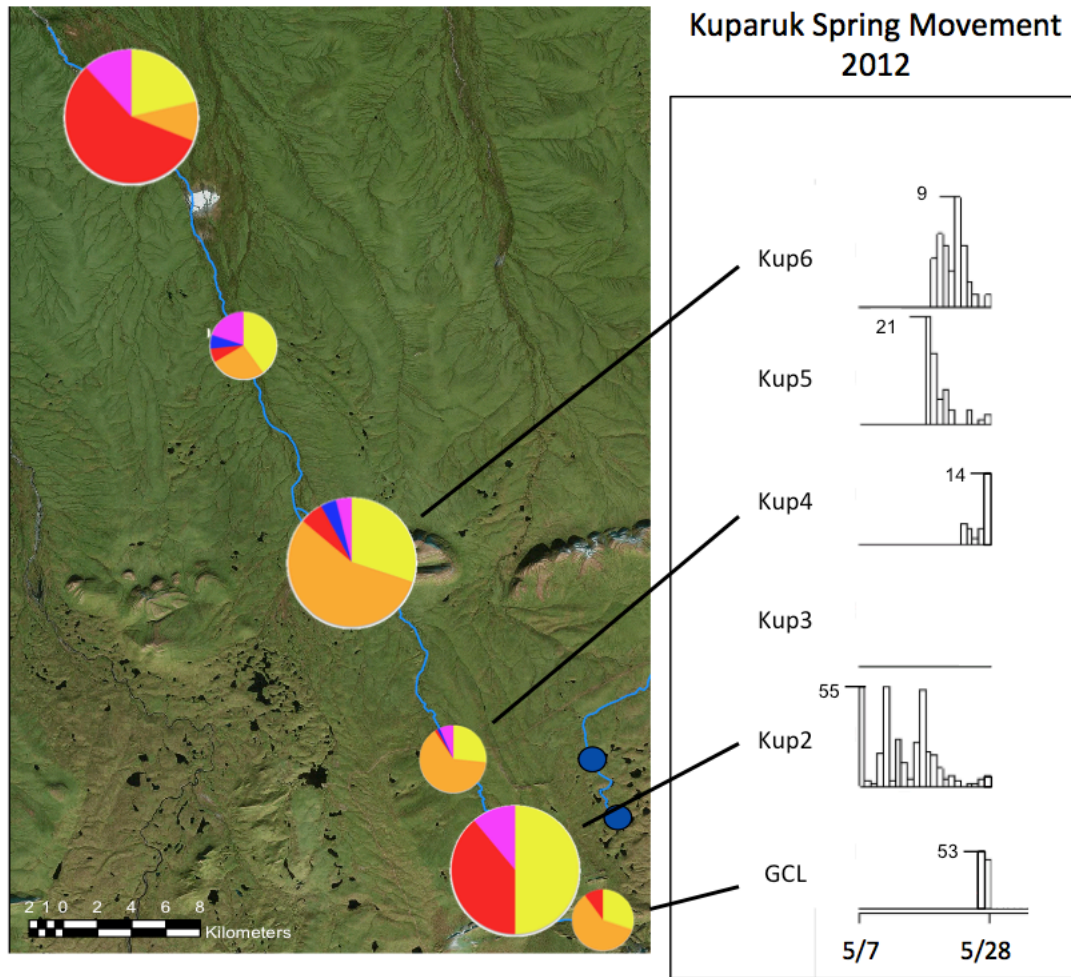 Kuparuk Spring Movement
2012
9
Kup6
21
Kup5
14
Kup4
Kup3
55
Kup2
53
GCL
5/7 5/28
2 1 0 2 4 6 8
Kilometers